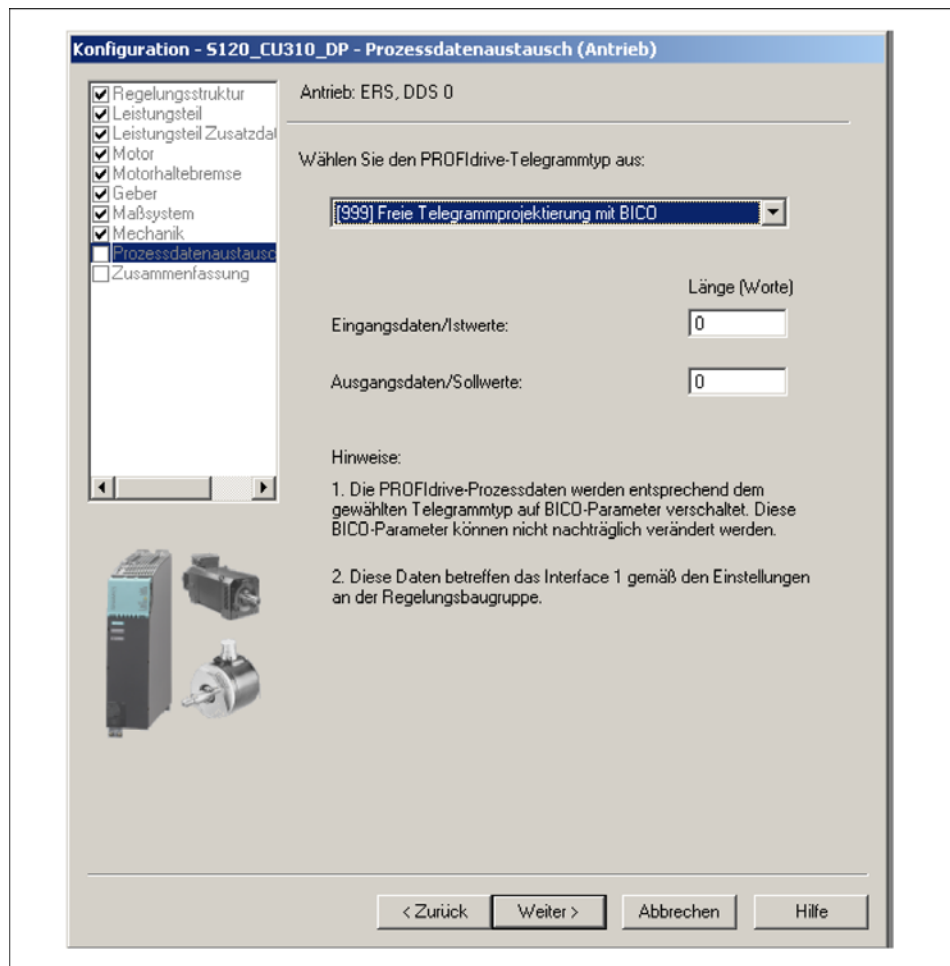 Konfiguration - S120_CU310_DP - Prozessdatenaustausch (Antrieb)
Regelungsstruktur
Leistungsteil
Leistungsteil Zusatzdat
Motor
Motorhaltebremse
Geber
Maßsystem
Mechanik
Prozessdatenaustausc
Zusammenfassung
Antrieb: ERS, DDS 0
Wählen Sie den PROFIdrive-Telegrammtyp aus:
[999] Freie Telegrammprojektierung mit BICO
Länge (Worte)
Eingangsdaten/Istwerte: 0
Ausgangsdaten/Sollwerte: 0
Hinweise:
1. Die PROFIdrive-Prozessdaten werden entsprechend dem
gewählten Telegrammtyp auf BICO-Parameter verschaltet. Diese
BICO-Parameter können nicht nachträglich verändert werden.
2. Diese Daten betreffen das Interface 1 gemäß den Einstellungen
an der Regelungsbaugruppe.
< Zurück Weiter > Abbrechen Hilfe